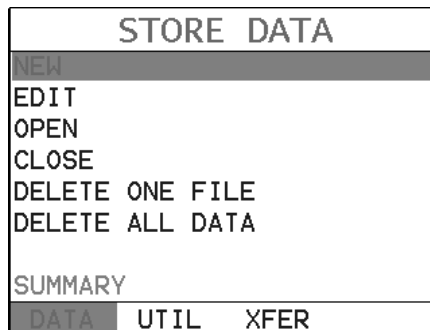 STORE DATA
NEW
EDIT
OPEN
CLOSE
DELETE ONE FILE
DELETE ALL DATA
SUMMARY
DATA UTIL XFER